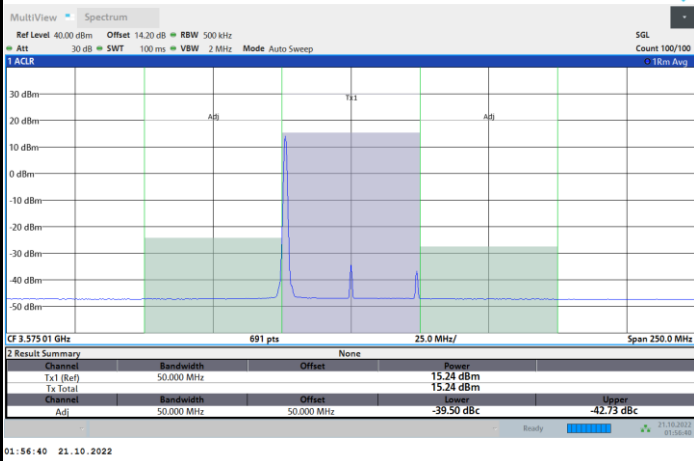 MultiView Spectrum
Ref Level 40.00 dBm Offset 14.20 dB RBW 500 kHz SGL
Att 30 dB SWT 100 ms VBW 2 MHz Mode Auto Sweep Count 100/100
1 ACLR 1Rm Avg
30 dBm
Tx1
20 dBm Adj Adj
10 dBm
0 dBm
-10 dBm
-20 dBm
-30 dBm
-40 dBm
-50 dBm
CF 3.575 01 GHz 691 pts 25.0 MHz/ Span 250.0 MHz
2 Result Summary None
Channel Bandwidth Offset Power
Tx1 (Ref) 50.000 MHz 15.24 dBm
Tx Total 15.24 dBm
Channel Bandwidth Offset Lower Upper
Adj 50.000 MHz 50.000 MHz -39.50 dBc -42.73 dBc
Ready 21.10.2022
01:56:40
01:56:40 21.10.2022